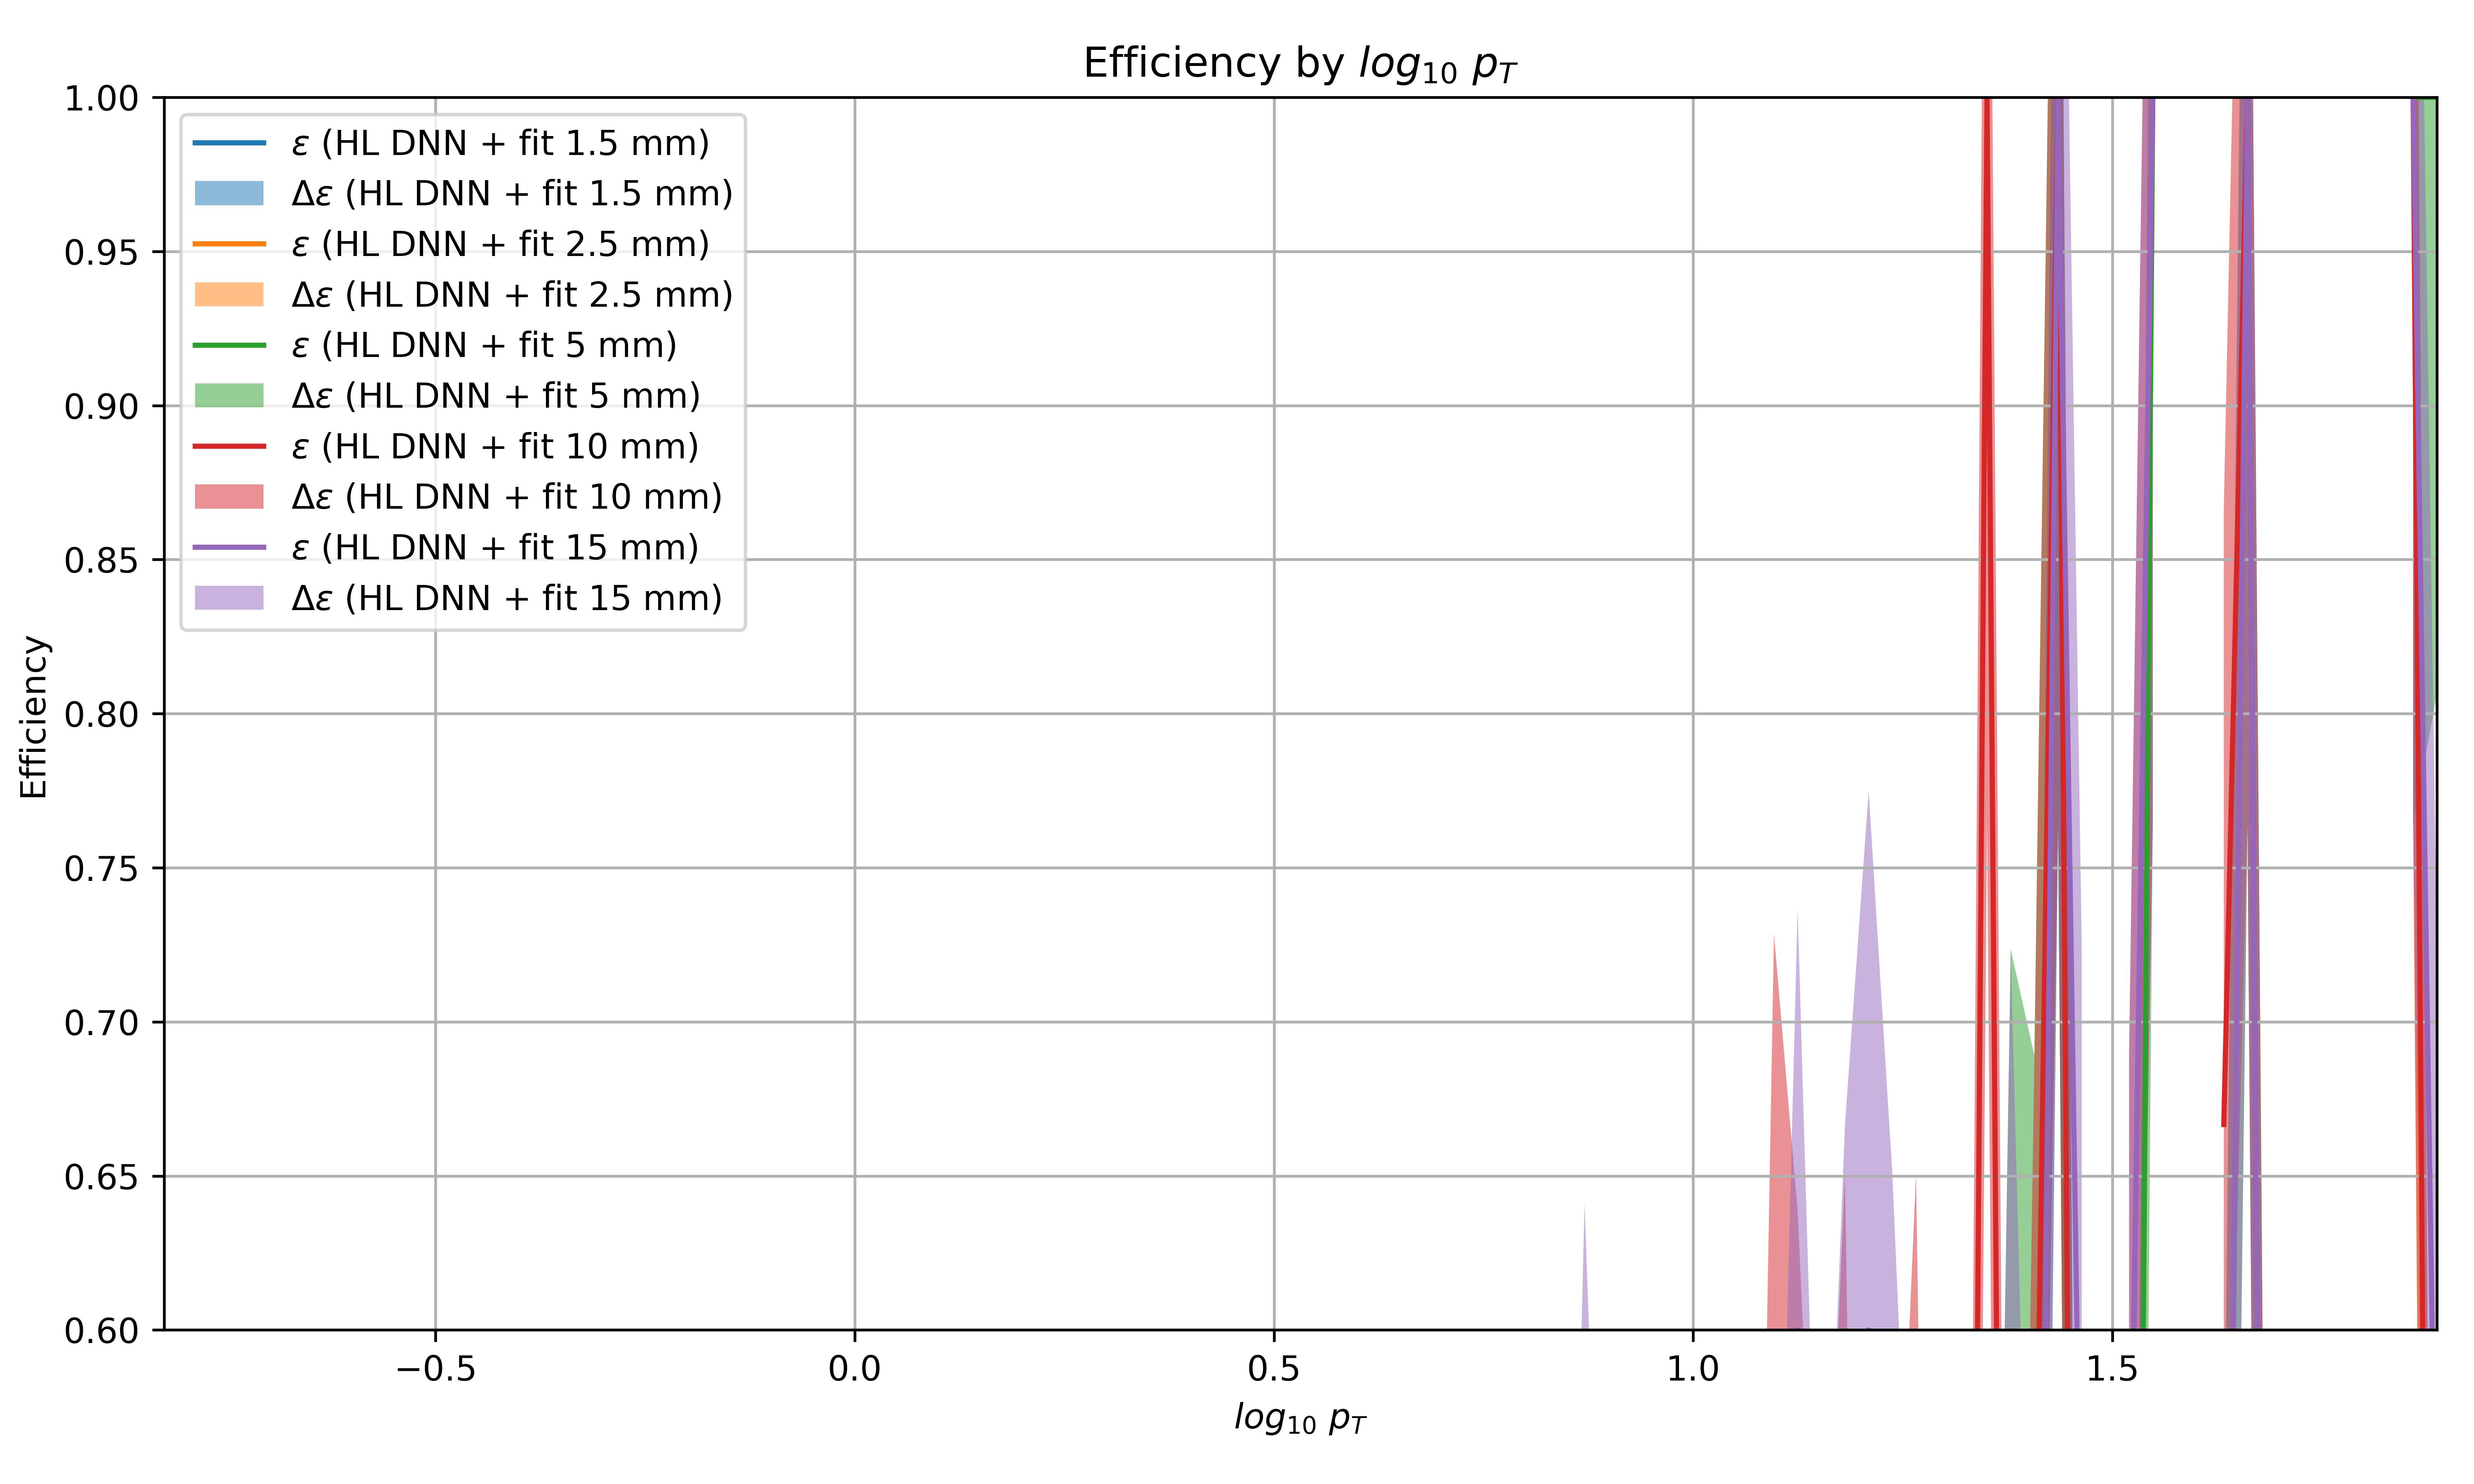 Efficiency by log₁₀ p_T
1.00
0.95
0.90
0.85
0.80
0.75
0.70
0.65
0.60
Efficiency
ε (HL DNN + fit 1.5 mm)
Δε (HL DNN + fit 1.5 mm)
ε (HL DNN + fit 2.5 mm)
Δε (HL DNN + fit 2.5 mm)
ε (HL DNN + fit 5 mm)
Δε (HL DNN + fit 5 mm)
ε (HL DNN + fit 10 mm)
Δε (HL DNN + fit 10 mm)
ε (HL DNN + fit 15 mm)
Δε (HL DNN + fit 15 mm)
−0.5 0.0 0.5 1.0 1.5
log₁₀ p_T